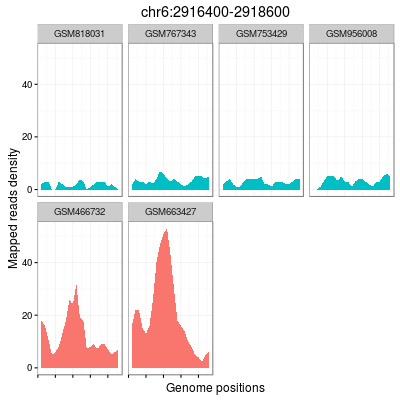 chr6:2916400-2918600
GSM818031 GSM767343 GSM753429 GSM956008
40
20
0
Mapped reads density
GSM466732 GSM663427
40
20
0
Genome positions